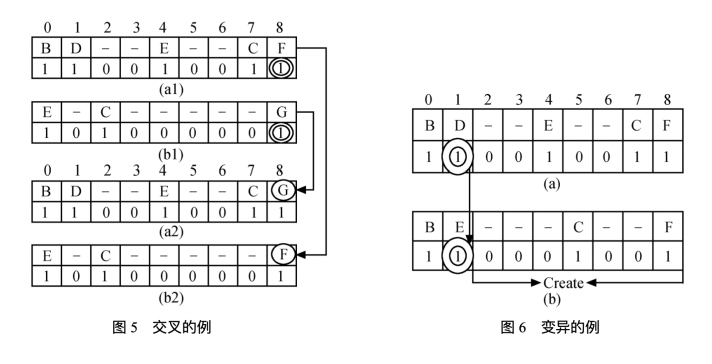 0 1 2 3 4 5 6 7 8
B D – – E – – C F
1 1 0 0 1 0 0 1 1
(a1)
E – C – – – – – G
1 0 1 0 0 0 0 0 1
(b1)
0 1 2 3 4 5 6 7 8
B D – – E – – C G
1 1 0 0 1 0 0 1 1
(a2)
E – C – – – – – F
1 0 1 0 0 0 0 0 1
(b2)
图 5 交叉的例
0 1 2 3 4 5 6 7 8
B D – – E – – C F
1 1 0 0 1 0 0 1 1
(a)
B E – – – C – – F
1 1 0 0 0 1 0 0 1
Create
(b)
图 6 变异的例